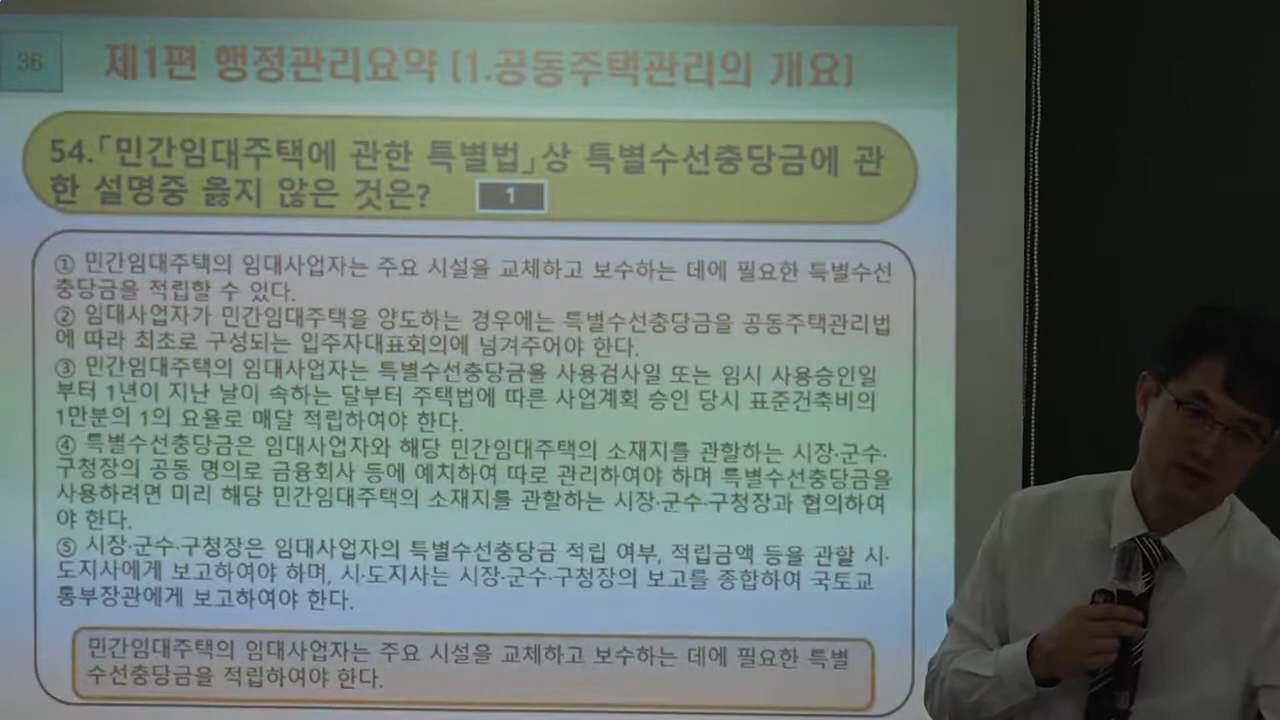 36
제1편 행정관리요약 [1.공동주택관리의 개요]
54.「민간임대주택에 관한 특별법」상 특별수선충당금에 관
한 설명중 옳지 않은 것은?
1
① 민간임대주택의 임대사업자는 주요 시설을 교체하고 보수하는 데에 필요한 특별수선
충당금을 적립할 수 있다.
② 임대사업자가 민간임대주택을 양도하는 경우에는 특별수선충당금을 공동주택관리법
에 따라 최초로 구성되는 입주자대표회의에 넘겨주어야 한다.
③ 민간임대주택의 임대사업자는 특별수선충당금을 사용검사일 또는 임시 사용승인일
부터 1년이 지난 날이 속하는 달부터 주택법에 따른 사업계획 승인 당시 표준건축비의
1만분의 1의 요율로 매달 적립하여야 한다.
④ 특별수선충당금은 임대사업자와 해당 민간임대주택의 소재지를 관할하는 시장·군수·
구청장의 공동 명의로 금융회사 등에 예치하여 따로 관리하여야 하며 특별수선충당금을
사용하려면 미리 해당 민간임대주택의 소재지를 관할하는 시장·군수·구청장과 협의하여
야 한다.
⑤ 시장·군수·구청장은 임대사업자의 특별수선충당금 적립 여부, 적립금액 등을 관할 시·
도지사에게 보고하여야 하며, 시·도지사는 시장·군수·구청장의 보고를 종합하여 국토교
통부장관에게 보고하여야 한다.
민간임대주택의 임대사업자는 주요 시설을 교체하고 보수하는 데에 필요한 특별
수선충당금을 적립하여야 한다.